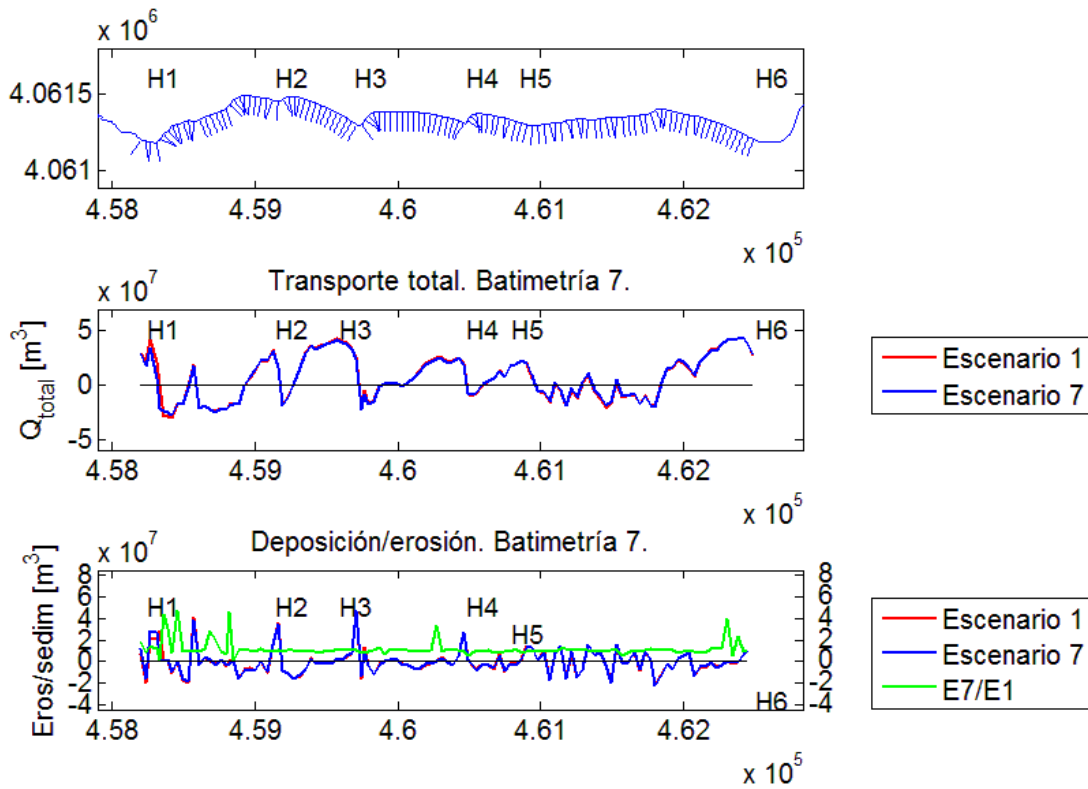 x 10^6
H1 H2 H3 H4 H5 H6
4.0615
4.061
4.58 4.59 4.6 4.61 4.62
x 10^5
x 10^7
Transporte total. Batimetría 7.
Q_total [m^3]
5
0
-5
H1 H2 H3 H4 H5 H6
4.58 4.59 4.6 4.61 4.62
x 10^5
Escenario 1
Escenario 7
x 10^7
Deposición/erosión. Batimetría 7.
Eros/sedim [m^3]
8 8
6 6
4 4
2 2
0 0
-2 -2
-4 -4
H1 H2 H3 H4 H5 H6
4.58 4.59 4.6 4.61 4.62
x 10^5
Escenario 1
Escenario 7
E7/E1